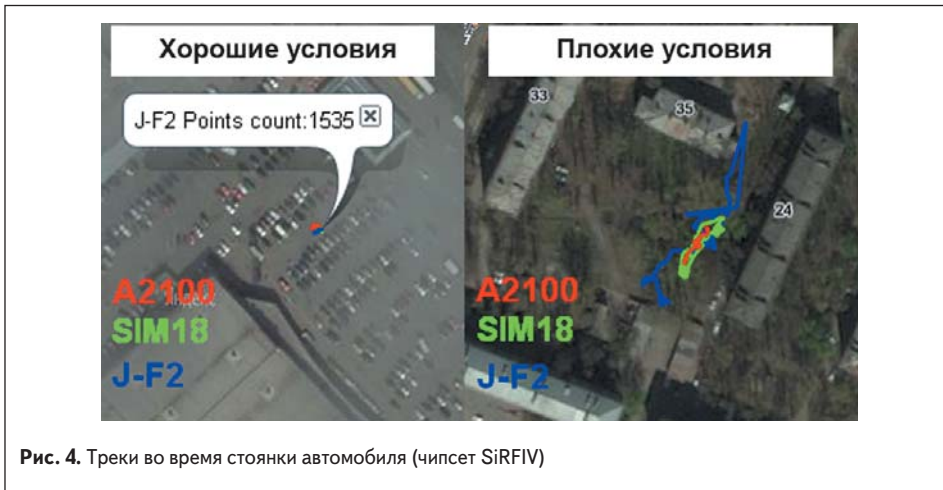 Хорошие условия
J-F2 Points count:1535
A2100
SIM18
J-F2
Плохие условия
33
35
24
A2100
SIM18
J-F2
Рис. 4. Треки во время стоянки автомобиля (чипсет SiRFIV)